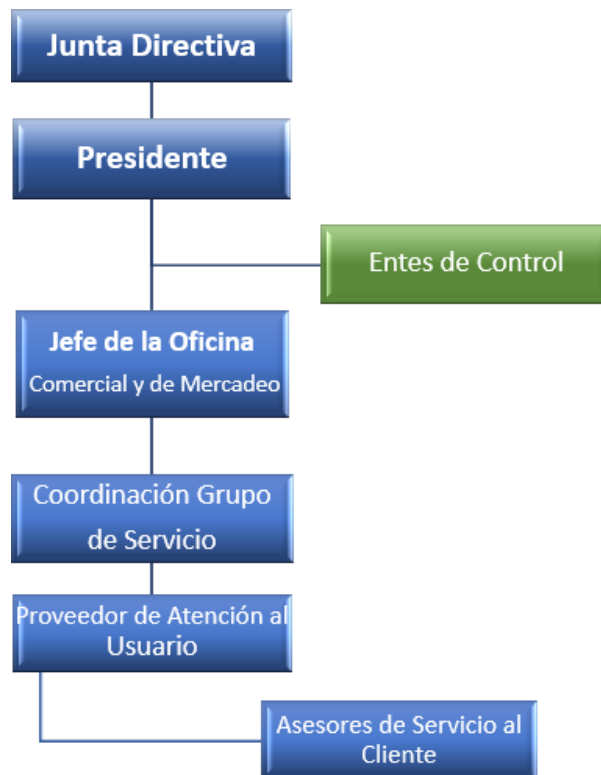 Junta Directiva
Presidente
Entes de Control
Jefe de la Oficina
Comercial y de Mercadeo
Coordinación Grupo
de Servicio
Proveedor de Atención al
Usuario
Asesores de Servicio al
Cliente